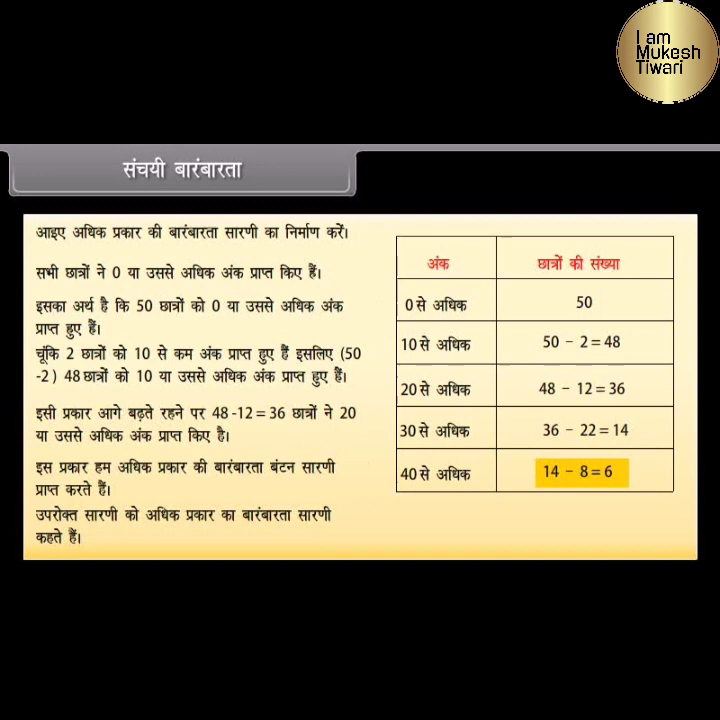 I am
Mukesh
Tiwari
संचयी बारंबारता
आइए अधिक प्रकार की बारंबारता सारणी का निर्माण करें।
सभी छात्रों ने 0 या उससे अधिक अंक प्राप्त किए हैं।
इसका अर्थ है कि 50 छात्रों को 0 या उससे अधिक अंक
प्राप्त हुए हैं।
चूंकि 2 छात्रों को 10 से कम अंक प्राप्त हुए हैं इसलिए (50
-2 ) 48 छात्रों को 10 या उससे अधिक अंक प्राप्त हुए हैं।
इसी प्रकार आगे बढ़ते रहने पर 48 -12 = 36 छात्रों ने 20
या उससे अधिक अंक प्राप्त किए है।
इस प्रकार हम अधिक प्रकार की बारंबारता बंटन सारणी
प्राप्त करते हैं।
उपरोक्त सारणी को अधिक प्रकार का बारंबारता सारणी
कहते हैं।
अंक छात्रों की संख्या
0 से अधिक 50
10 से अधिक 50 - 2 = 48
20 से अधिक 48 - 12 = 36
30 से अधिक 36 - 22 = 14
40 से अधिक 14 - 8 = 6